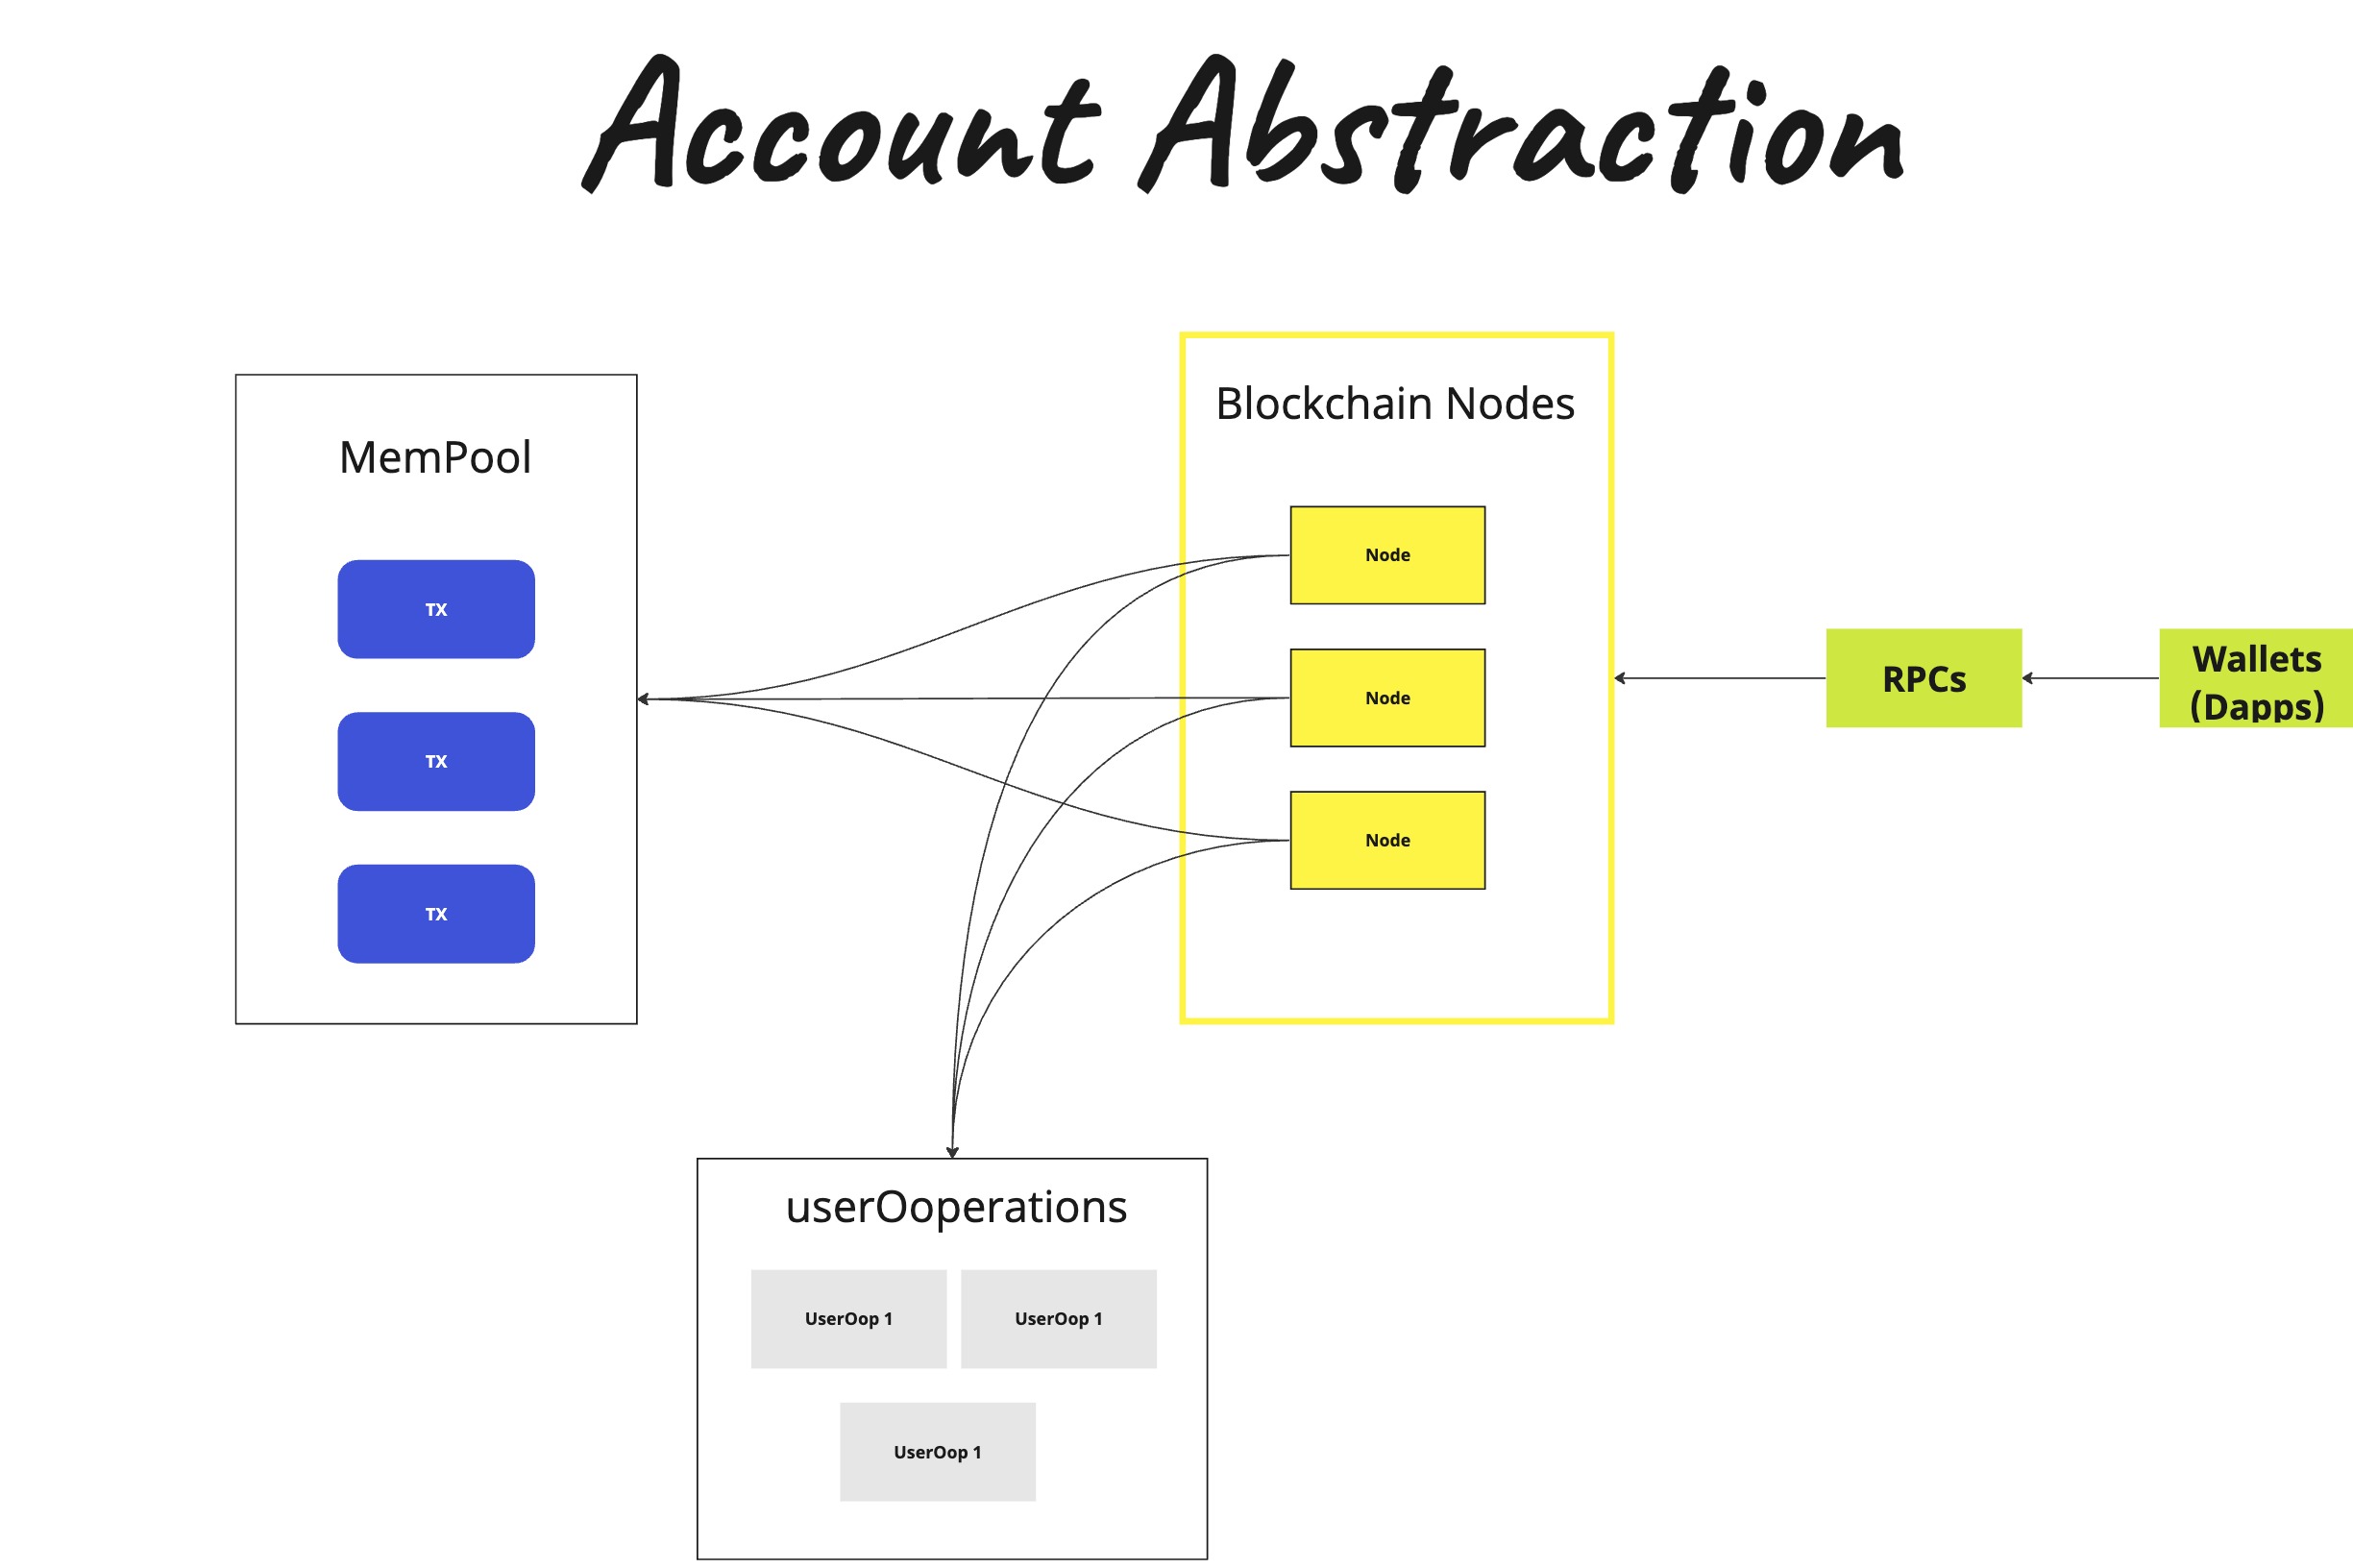 Account Abstraction
MemPool
TX
TX
TX
Blockchain Nodes
Node
Node
Node
RPCs
Wallets
(Dapps)
userOoperations
UserOop 1
UserOop 1
UserOop 1